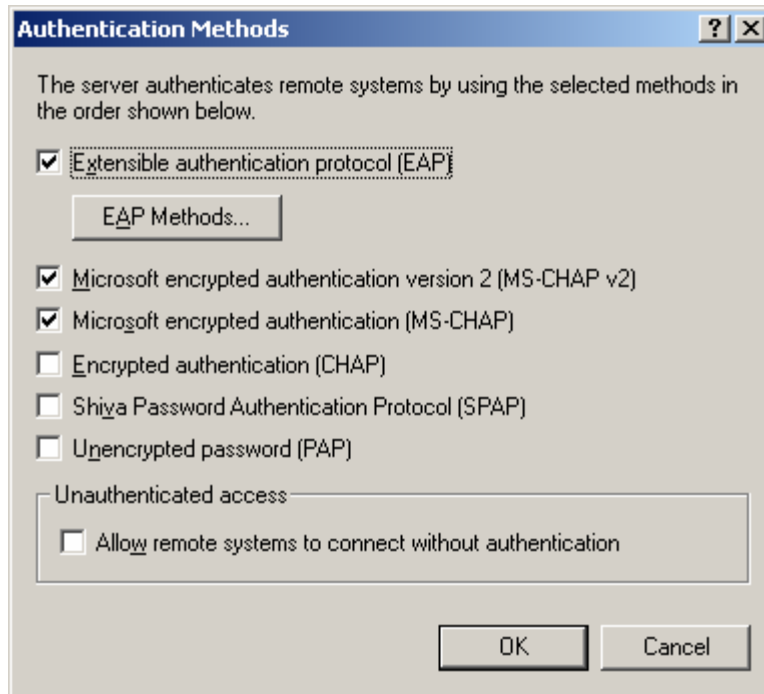 Authentication Methods
The server authenticates remote systems by using the selected methods in
the order shown below.
Extensible authentication protocol (EAP)
EAP Methods...
Microsoft encrypted authentication version 2 (MS-CHAP v2)
Microsoft encrypted authentication (MS-CHAP)
Encrypted authentication (CHAP)
Shiva Password Authentication Protocol (SPAP)
Unencrypted password (PAP)
Unauthenticated access
Allow remote systems to connect without authentication
OK Cancel